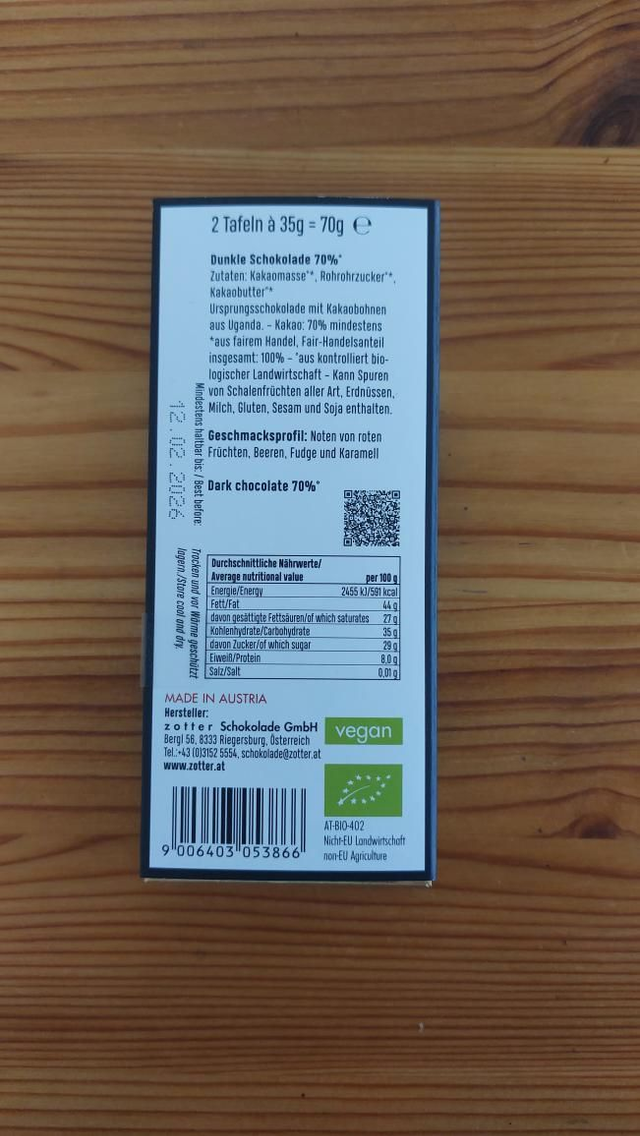 2 Tafeln à 35g = 70g ℮
Dunkle Schokolade 70%*
Zutaten: Kakaomasse*⁺, Rohrohrzucker*⁺,
Kakaobutter*⁺
Ursprungsschokolade mit Kakaobohnen
aus Uganda. - Kakao: 70% mindestens
*aus fairem Handel, Fair-Handelsanteil
insgesamt: 100% - ⁺aus kontrolliert bio-
logischer Landwirtschaft - Kann Spuren
von Schalenfrüchten aller Art, Erdnüssen,
Milch, Gluten, Sesam und Soja enthalten.
Geschmacksprofil: Noten von roten
Früchten, Beeren, Fudge und Karamell
Dark chocolate 70%*
Mindestens haltbar bis: / Best before:
12.02.2026
Trocken und vor Wärme geschützt
lagern./Store cool and dry.
Durchschnittliche Nährwerte/
Average nutritional value per 100 g
Energie/Energy 2455 kJ/591 kcal
Fett/Fat 44 g
davon gesättigte Fettsäuren/of which saturates 27 g
Kohlenhydrate/Carbohydrate 35 g
davon Zucker/of which sugar 29 g
Eiweiß/Protein 8,0 g
Salz/Salt 0,01 g
MADE IN AUSTRIA
Hersteller:
zotter Schokolade GmbH
Bergl 56, 8333 Riegersburg, Österreich
Tel.:+43 (0)3152 5554, schokolade@zotter.at
www.zotter.at
vegan
AT-BIO-402
Nicht-EU Landwirtschaft
non-EU Agriculture
9 006403 053866